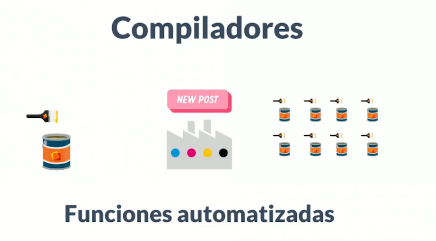 Compiladores
NEW POST
Funciones automatizadas